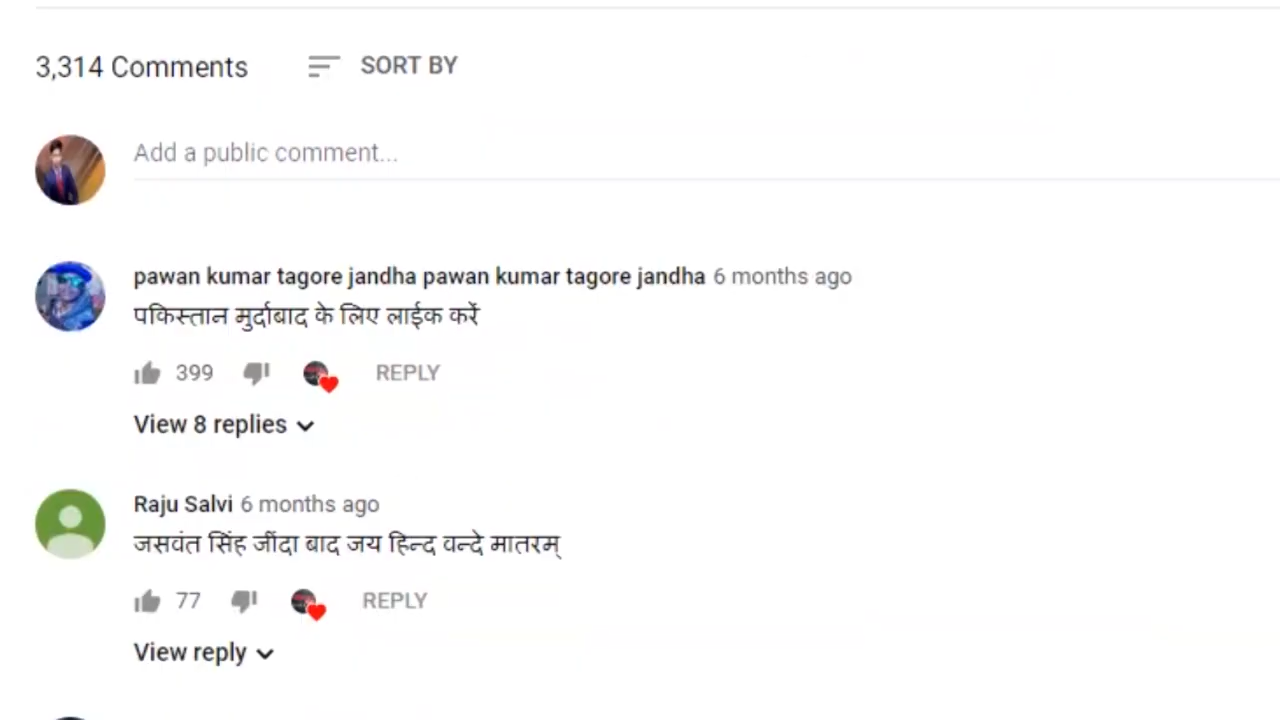 3,314 Comments SORT BY
Add a public comment...
pawan kumar tagore jandha pawan kumar tagore jandha 6 months ago
पकिस्तान मुर्दाबाद के लिए लाईक करें
399 REPLY
View 8 replies
Raju Salvi 6 months ago
जसवंत सिंह जींदा बाद जय हिन्द वन्दे मातरम्
77 REPLY
View reply